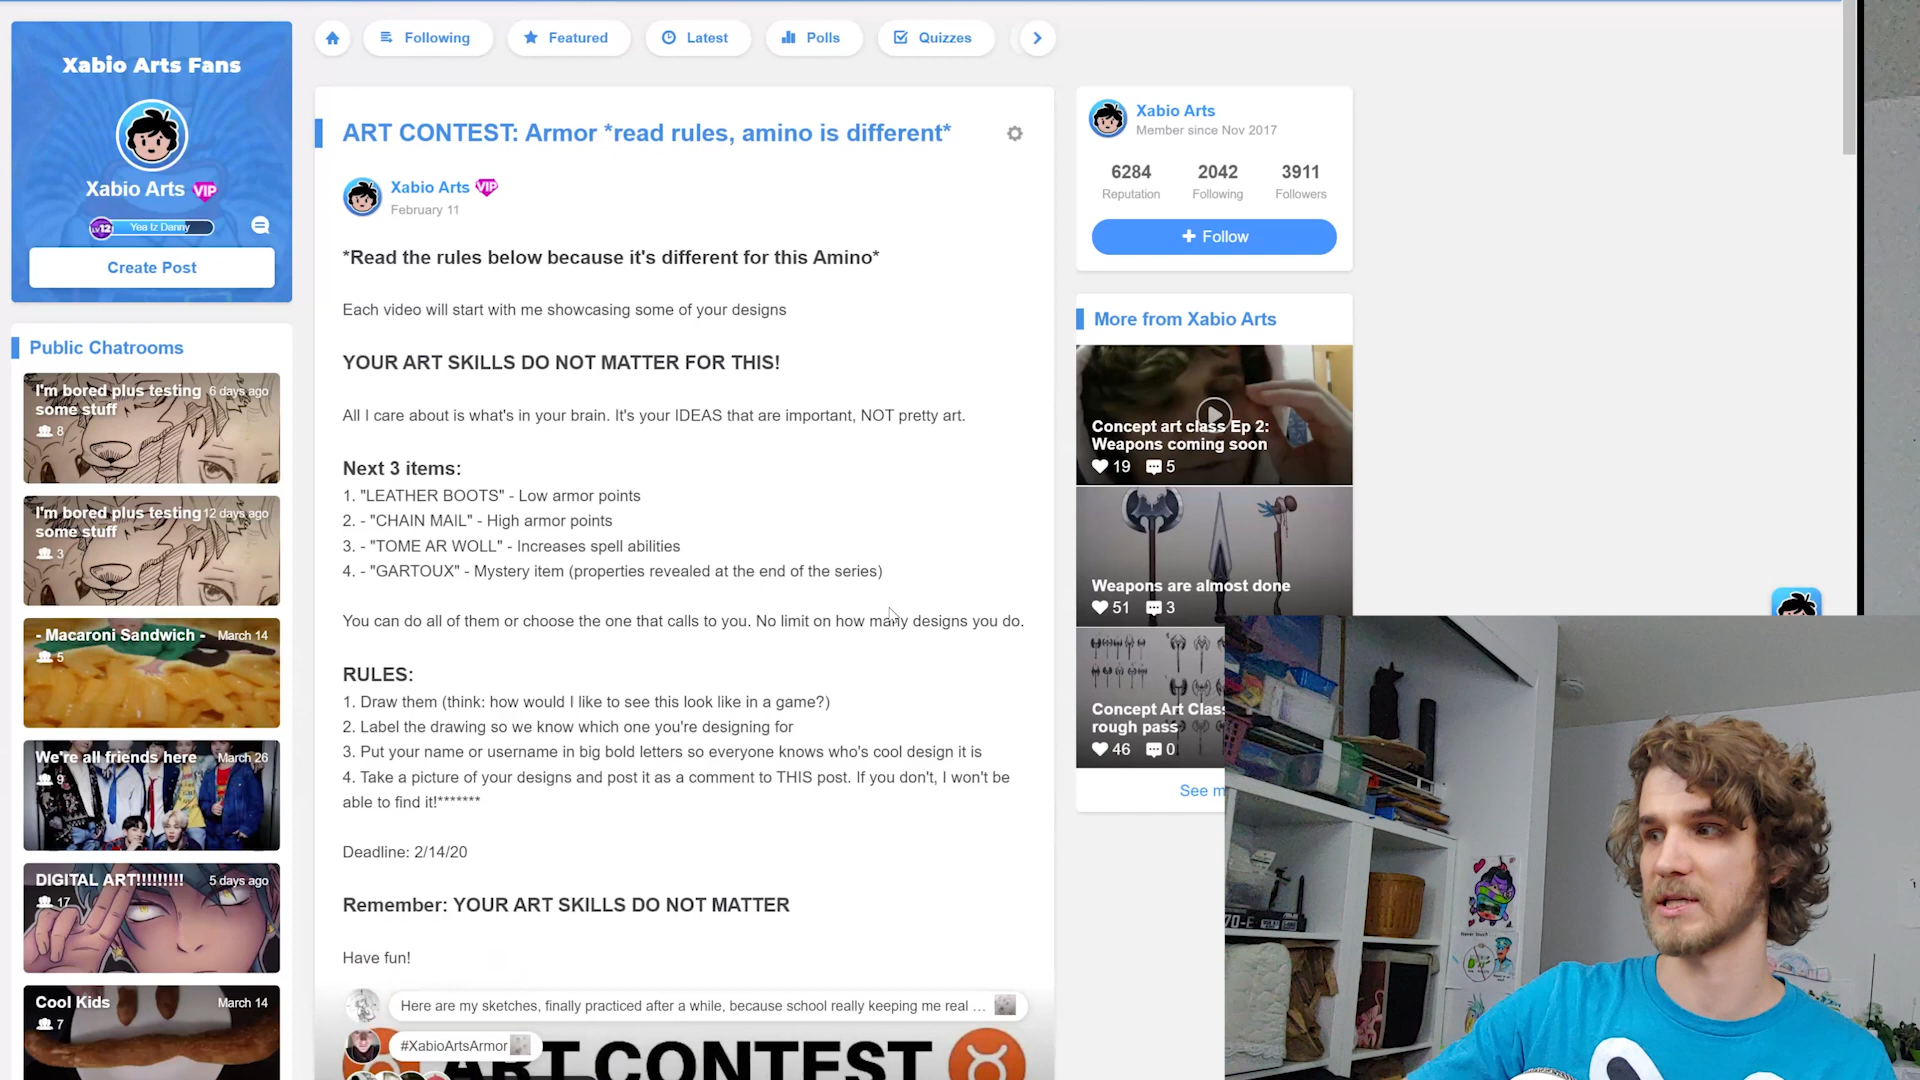 Xabio Arts Fans
Xabio Arts VIP
LV12 Yea Iz Danny
Create Post
Public Chatrooms
I'm bored plus testing some stuff
6 days ago
8
I'm bored plus testing some stuff
12 days ago
3
- Macaroni Sandwich -
March 14
5
We're all friends here
March 26
9
DIGITAL ART!!!!!!!!!
5 days ago
17
Cool Kids
March 14
7
Following
Featured
Latest
Polls
Quizzes
ART CONTEST: Armor *read rules, amino is different*
Xabio Arts VIP
February 11
*Read the rules below because it's different for this Amino*
Each video will start with me showcasing some of your designs
YOUR ART SKILLS DO NOT MATTER FOR THIS!
All I care about is what's in your brain. It's your IDEAS that are important, NOT pretty art.
Next 3 items:
1. "LEATHER BOOTS" - Low armor points
2. - "CHAIN MAIL" - High armor points
3. - "TOME AR WOLL" - Increases spell abilities
4. - "GARTOUX" - Mystery item (properties revealed at the end of the series)
You can do all of them or choose the one that calls to you. No limit on how many designs you do.
RULES:
1. Draw them (think: how would I like to see this look like in a game?)
2. Label the drawing so we know which one you're designing for
3. Put your name or username in big bold letters so everyone knows who's cool design it is
4. Take a picture of your designs and post it as a comment to THIS post. If you don't, I won't be
able to find it!*******
Deadline: 2/14/20
Remember: YOUR ART SKILLS DO NOT MATTER
Have fun!
Here are my sketches, finally practiced after a while, because school really keeping me real ...
#XabioArtsArmor
ART CONTEST
Xabio Arts
Member since Nov 2017
6284
2042
3911
Reputation
Following
Followers
+ Follow
More from Xabio Arts
Concept art class Ep 2:
Weapons coming soon
19
5
Weapons are almost done
51
3
Concept Art Clas
rough pass
46
0
See m